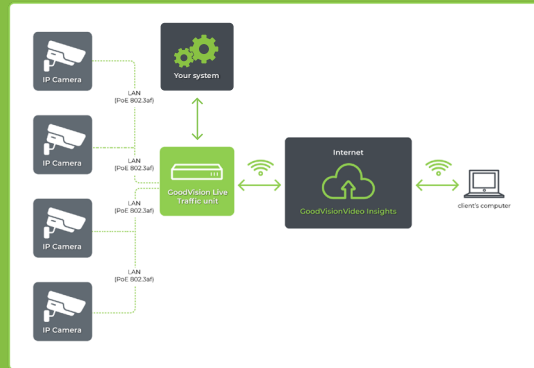 IP Camera
LAN
(PoE 802.3af)
IP Camera
LAN
(PoE 802.3af)
IP Camera
LAN
(PoE 802.3af)
IP Camera
LAN
(PoE 802.3af)
Your system
GoodVision Live
Traffic unit
Internet
GoodVisionVideo Insights
client's computer